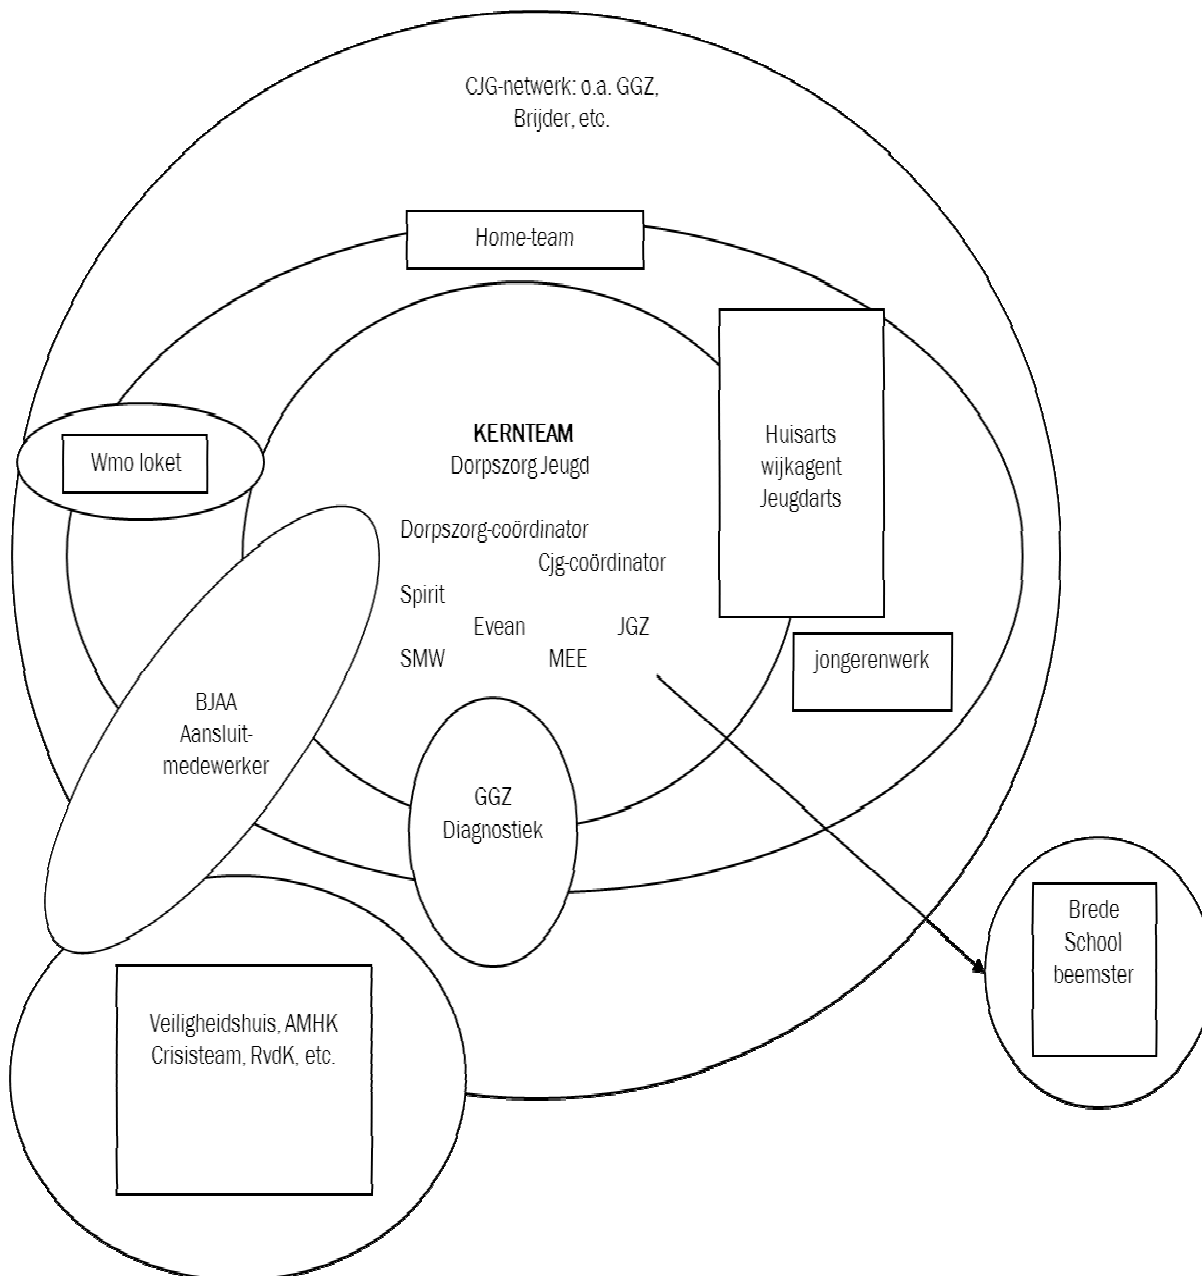 CJG-netwerk: o.a. GGZ,
Brijder, etc.
Home-team
KERNTEAM
Dorpszorg Jeugd
Huisarts
wijkagent
Jeugdarts
Wmo loket
Dorpszorg-coördinator
Cjg-coördinator
Spirit
Evean JGZ
SMW MEE
jongerenwerk
BJAA
Aansluit-
medewerker
GGZ
Diagnostiek
Brede
School
beemster
Veiligheidshuis, AMHK
Crisisteam, RvdK, etc.